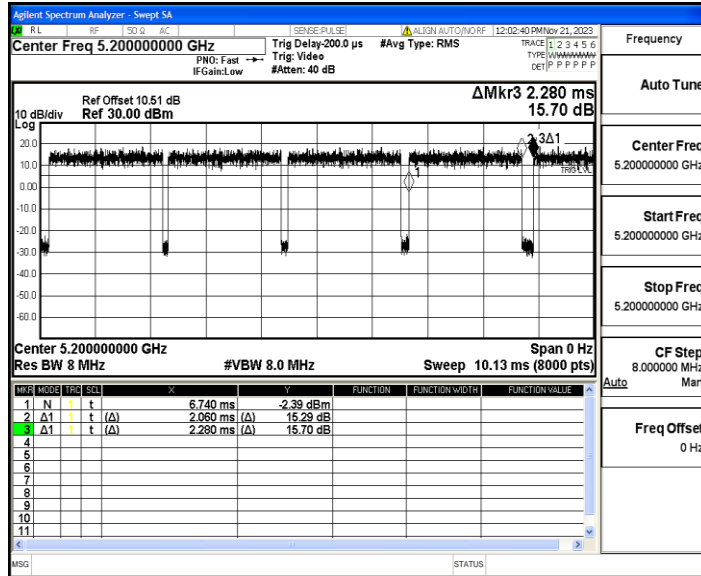 Agilent Spectrum Analyzer - Swept SA
RL RF 50 Ω AC SENSE:PULSE ALIGN AUTO/NO RF 12:02:40 PM Nov 21, 2023
Center Freq 5.200000000 GHz
PNO: Fast
IFGain:Low
Trig Delay-200.0 µs
Trig: Video
#Atten: 40 dB
#Avg Type: RMS
TRACE 1 2 3 4 5 6
TYPE
DET P P P P P P
ΔMkr3 2.280 ms
15.70 dB
Ref Offset 10.51 dB
10 dB/div Ref 30.00 dBm
Log
20.0
10.0
0.00
-10.0
-20.0
-30.0
-40.0
-50.0
-60.0
3Δ1
1
TRIG LVL
Center 5.200000000 GHz Span 0 Hz
Res BW 8 MHz #VBW 8.0 MHz Sweep 10.13 ms (8000 pts)
MKR MODE TRC SCL X Y FUNCTION FUNCTION WIDTH FUNCTION VALUE
1 N 1 t 6.740 ms -2.39 dBm
2 Δ1 1 t (Δ) 2.060 ms (Δ) 15.29 dB
3 Δ1 1 t (Δ) 2.280 ms (Δ) 15.70 dB
4
5
6
7
8
9
10
11
MSG STATUS
Frequency
Auto Tune
Center Freq
5.200000000 GHz
Start Freq
5.200000000 GHz
Stop Freq
5.200000000 GHz
CF Step
8.000000 MHz
Auto Man
Freq Offset
0 Hz